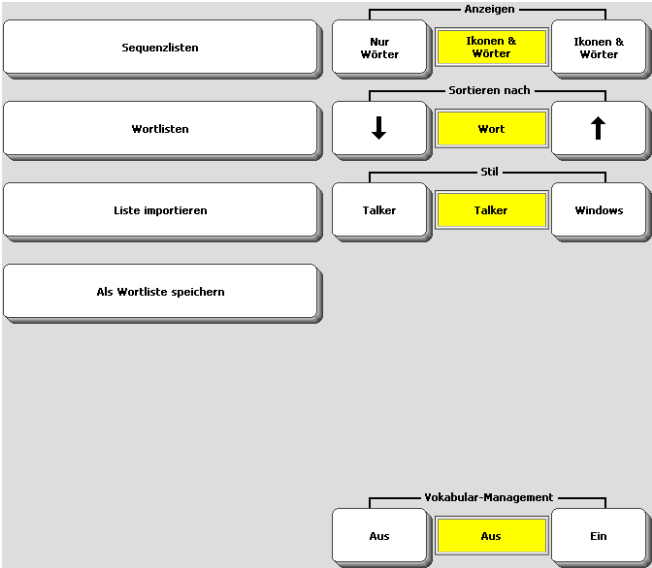 Anzeigen
Sequenzlisten
Nur
Wörter
Ikonen &
Wörter
Ikonen &
Wörter
Sortieren nach
Wortlisten
Wort
Stil
Liste importieren
Talker
Talker
Windows
Als Wortliste speichern
Vokabular-Management
Aus
Aus
Ein